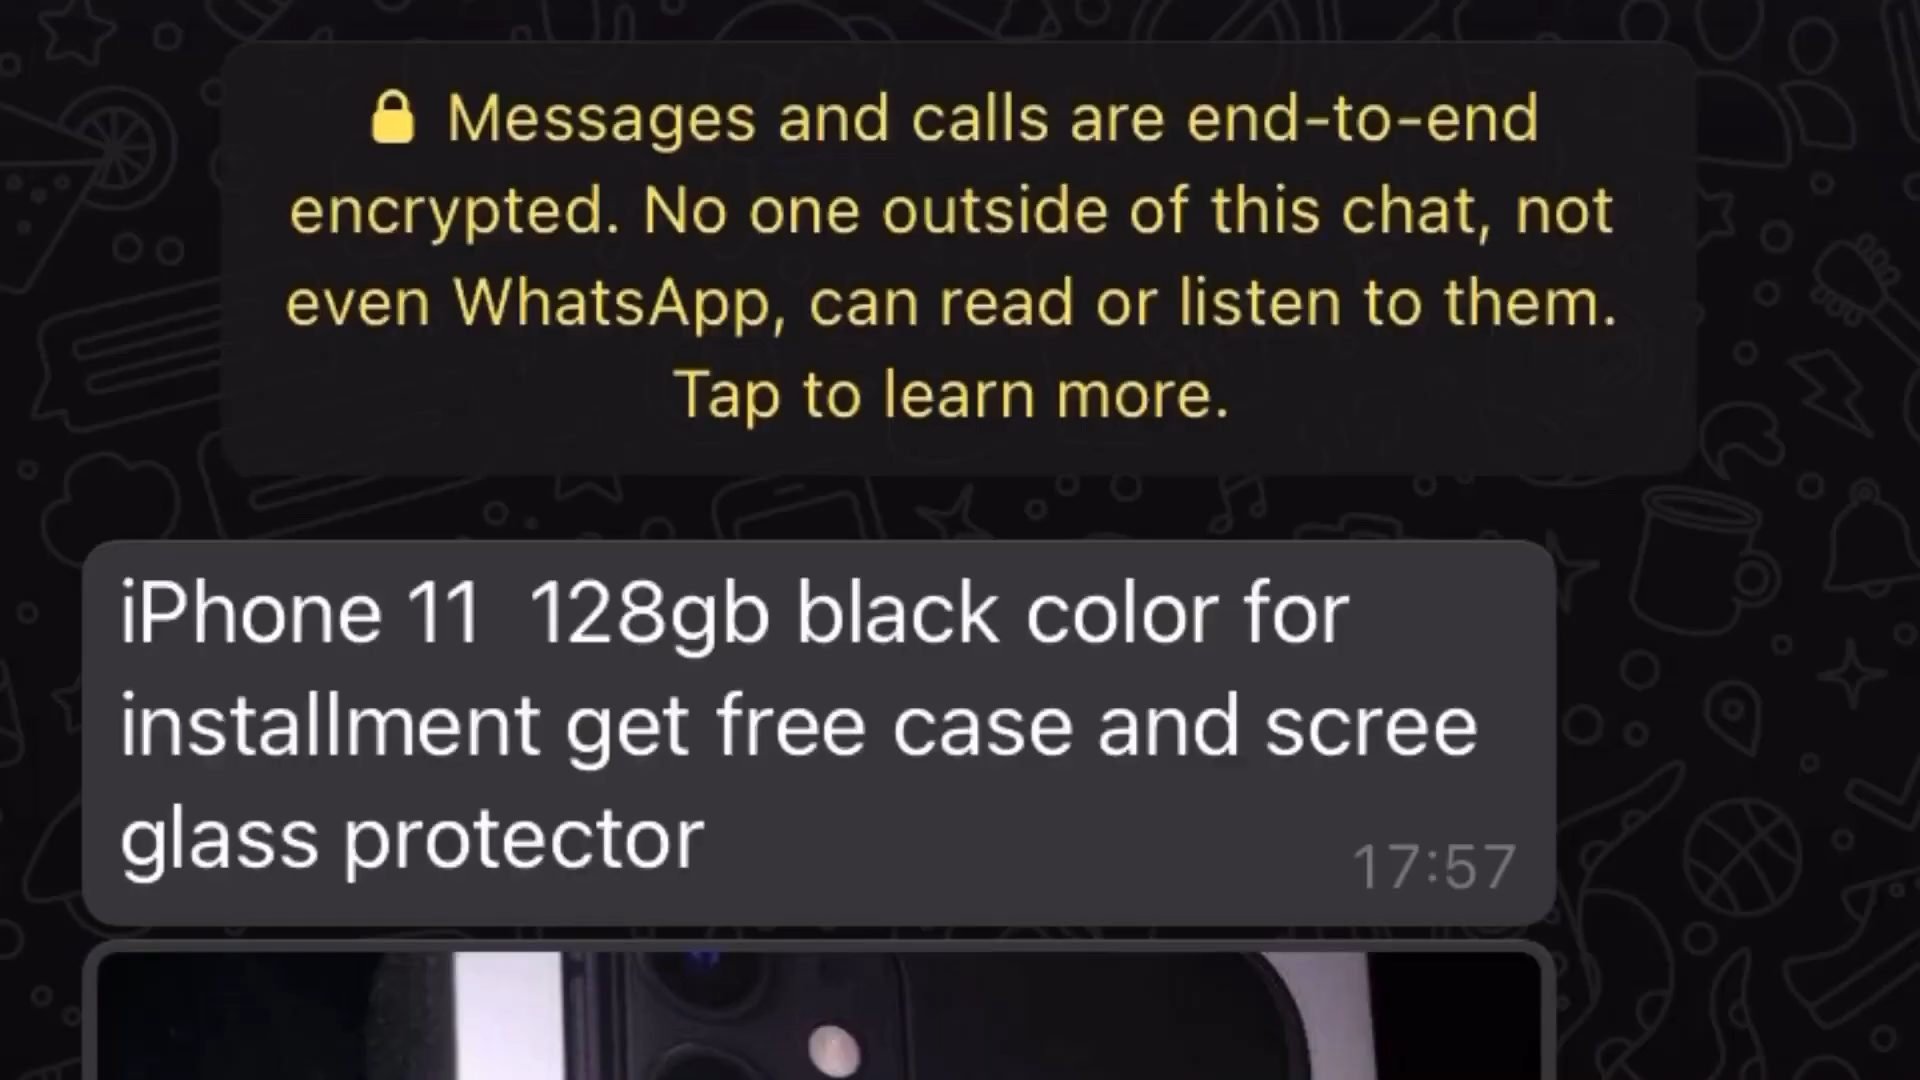 Messages and calls are end-to-end
encrypted. No one outside of this chat, not
even WhatsApp, can read or listen to them.
Tap to learn more.
iPhone 11  128gb black color for
installment get free case and scree
glass protector
17:57